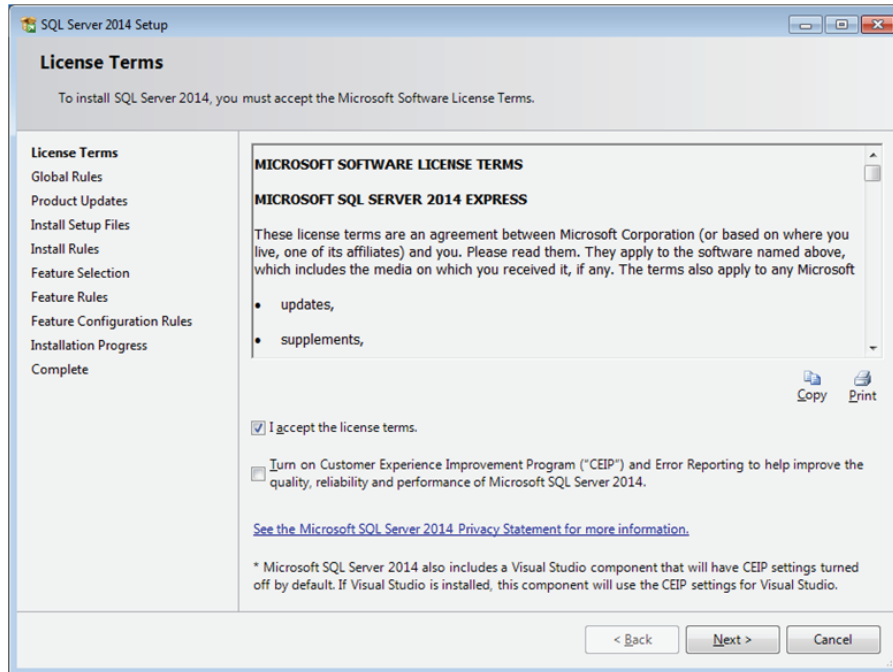 SQL Server 2014 Setup
License Terms
To install SQL Server 2014, you must accept the Microsoft Software License Terms.
License Terms
Global Rules
Product Updates
Install Setup Files
Install Rules
Feature Selection
Feature Rules
Feature Configuration Rules
Installation Progress
Complete
MICROSOFT SOFTWARE LICENSE TERMS
MICROSOFT SQL SERVER 2014 EXPRESS
These license terms are an agreement between Microsoft Corporation (or based on where you
live, one of its affiliates) and you. Please read them. They apply to the software named above,
which includes the media on which you received it, if any. The terms also apply to any Microsoft
• updates,
• supplements,
Copy Print
I accept the license terms.
Turn on Customer Experience Improvement Program ("CEIP") and Error Reporting to help improve the
quality, reliability and performance of Microsoft SQL Server 2014.
See the Microsoft SQL Server 2014 Privacy Statement for more information.
* Microsoft SQL Server 2014 also includes a Visual Studio component that will have CEIP settings turned
off by default. If Visual Studio is installed, this component will use the CEIP settings for Visual Studio.
< Back Next > Cancel